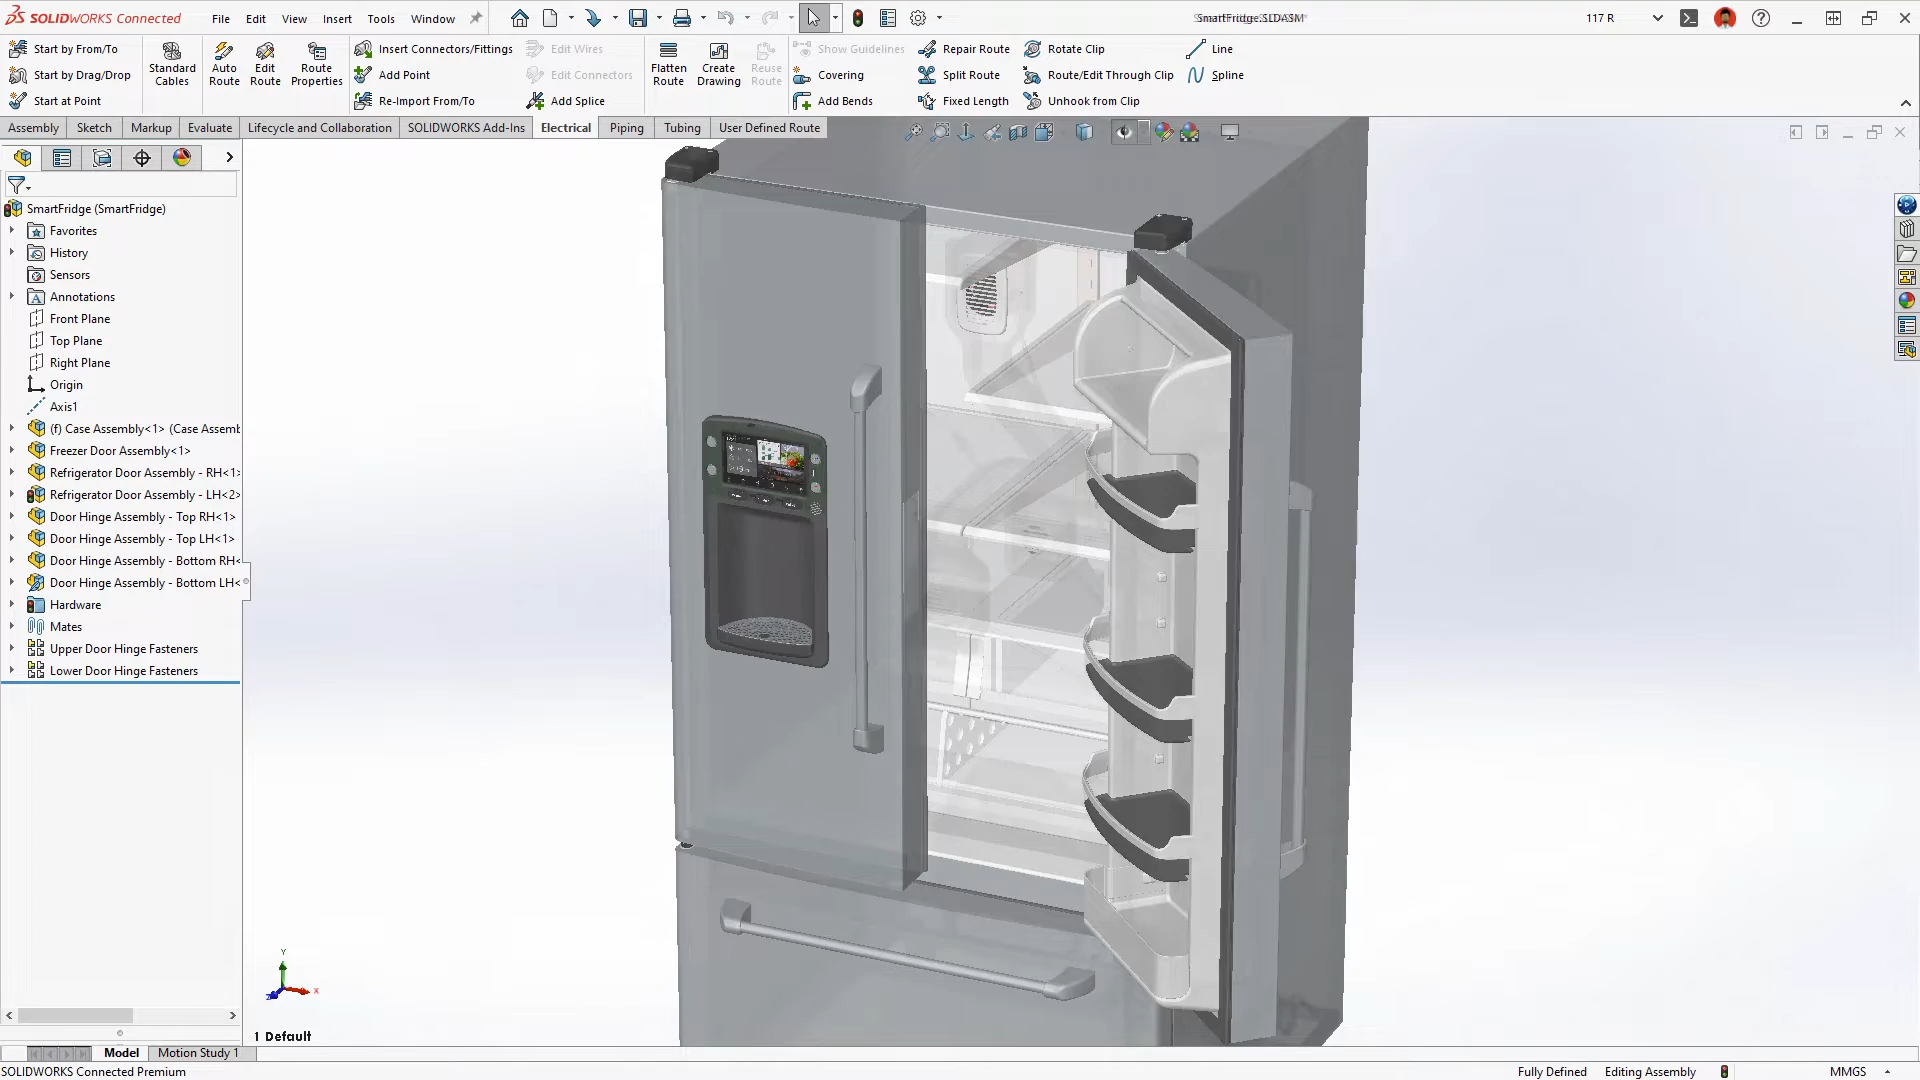 SOLIDWORKS Connected File Edit View Insert Tools Window 117 R
Start by From/To
Start by Drag/Drop
Start at Point
Standard Cables
Auto Route
Edit Route
Route Properties
Insert Connectors/Fittings
Add Point
Re-Import From/To
Edit Wires
Edit Connectors
Add Splice
Flatten Route
Create Drawing
Reuse Route
Show Guidelines
Covering
Add Bends
Repair Route
Split Route
Fixed Length
Rotate Clip
Route/Edit Through Clip
Unhook from Clip
Line
Spline
Assembly Sketch Markup Evaluate Lifecycle and Collaboration SOLIDWORKS Add-Ins Electrical Piping Tubing User Defined Route
SmartFridge (SmartFridge)
Favorites
History
Sensors
Annotations
Front Plane
Top Plane
Right Plane
Origin
Axis1
(f) Case Assembly<1> (Case Assemb
Freezer Door Assembly<1>
Refrigerator Door Assembly - RH<1>
Refrigerator Door Assembly - LH<2>
Door Hinge Assembly - Top RH<1>
Door Hinge Assembly - Top LH<1>
Door Hinge Assembly - Bottom RH<
Door Hinge Assembly - Bottom LH<
Hardware
Mates
Upper Door Hinge Fasteners
Lower Door Hinge Fasteners
Y
X
Z
1 Default
Model Motion Study 1
SOLIDWORKS Connected Premium Fully Defined Editing Assembly MMGS